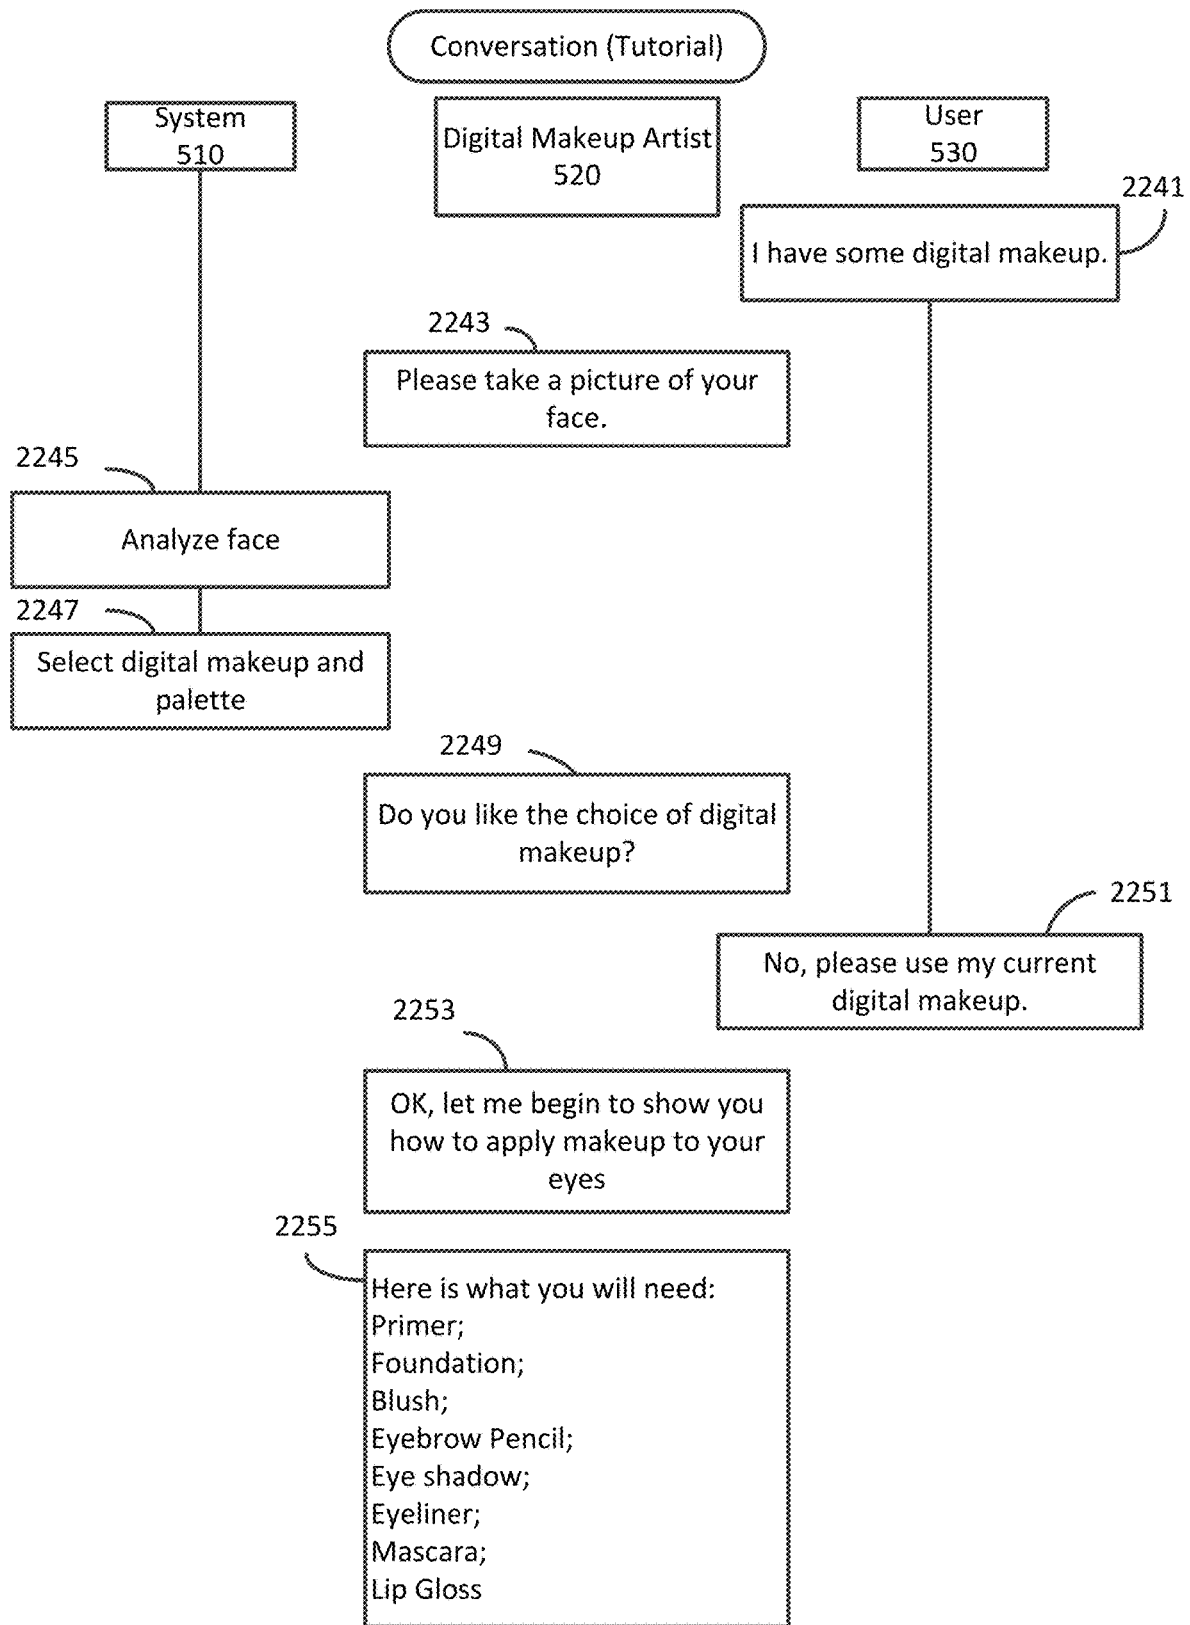 Conversation (Tutorial)
System
510
Digital Makeup Artist
520
User
530
2241
I have some digital makeup.
2243
Please take a picture of your
face.
2245
Analyze face
2247
Select digital makeup and
palette
2249
Do you like the choice of digital
makeup?
2251
No, please use my current
digital makeup.
2253
OK, let me begin to show you
how to apply makeup to your
eyes
2255
Here is what you will need:
Primer;
Foundation;
Blush;
Eyebrow Pencil;
Eye shadow;
Eyeliner;
Mascara;
Lip Gloss